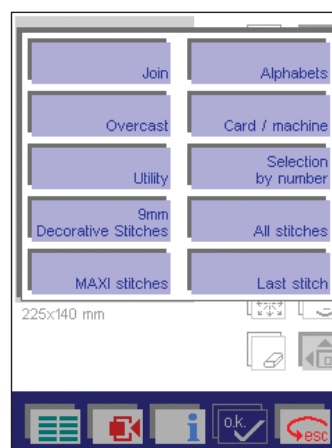 Join
Alphabets
Overcast
Card / machine
Utility
Selection
by number
9mm
Decorative Stitches
All stitches
MAXI stitches
Last stitch
225x140 mm
i
o.k.
esc